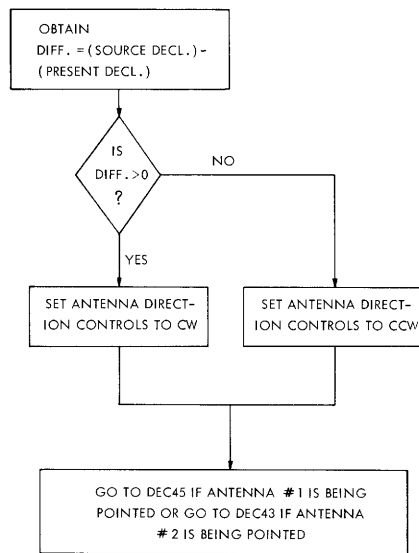 OBTAIN
DIFF. =(SOURCE DECL.)-
(PRESENT DECL.)
IS
DIFF.>0
?
NO
YES
SET ANTENNA DIRECT-
ION CONTROLS TO CW
SET ANTENNA DIRECT-
ION CONTROLS TO CCW
GO TO DEC45 IF ANTENNA #1 IS BEING
POINTED OR GO TO DEC43 IF ANTENNA
#2 IS BEING POINTED